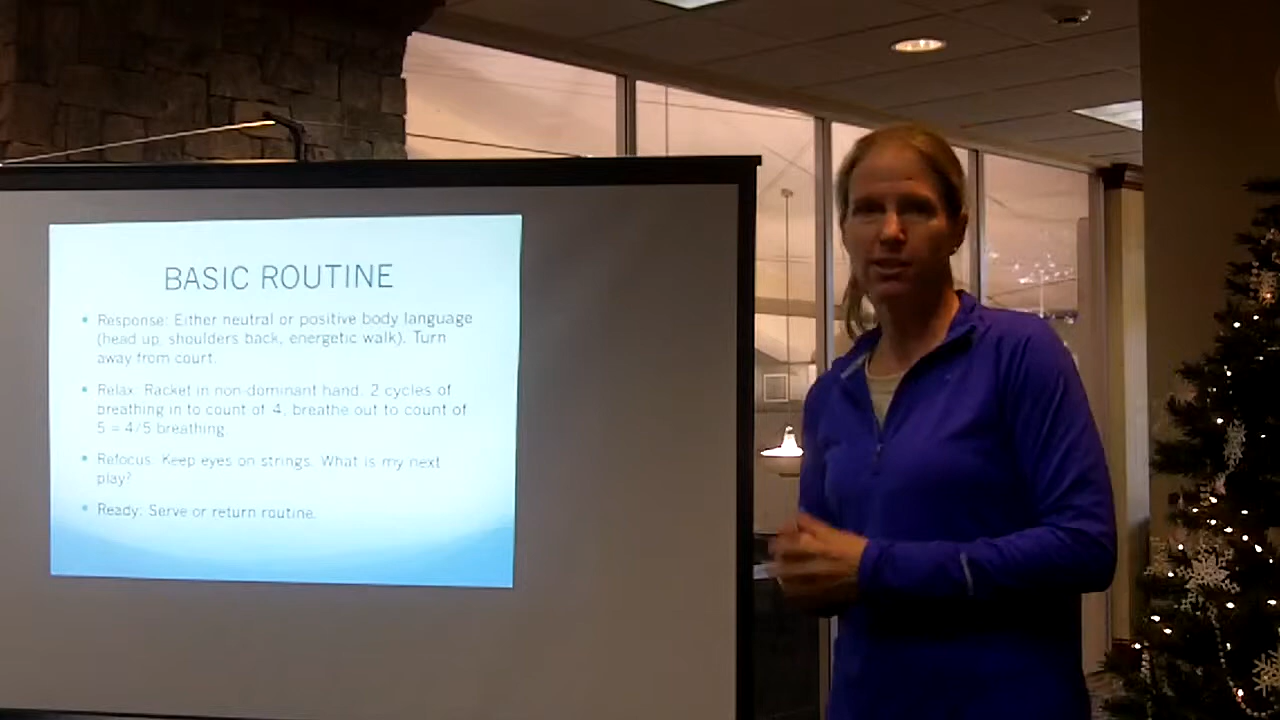 BASIC ROUTINE
• Response: Either neutral or positive body language
(head up, shoulders back, energetic walk). Turn
away from court.
• Relax: Racket in non-dominant hand. 2 cycles of
breathing in to count of 4, breathe out to count of
5 = 4/5 breathing.
• Refocus: Keep eyes on strings. What is my next
play?
• Ready: Serve or return routine.